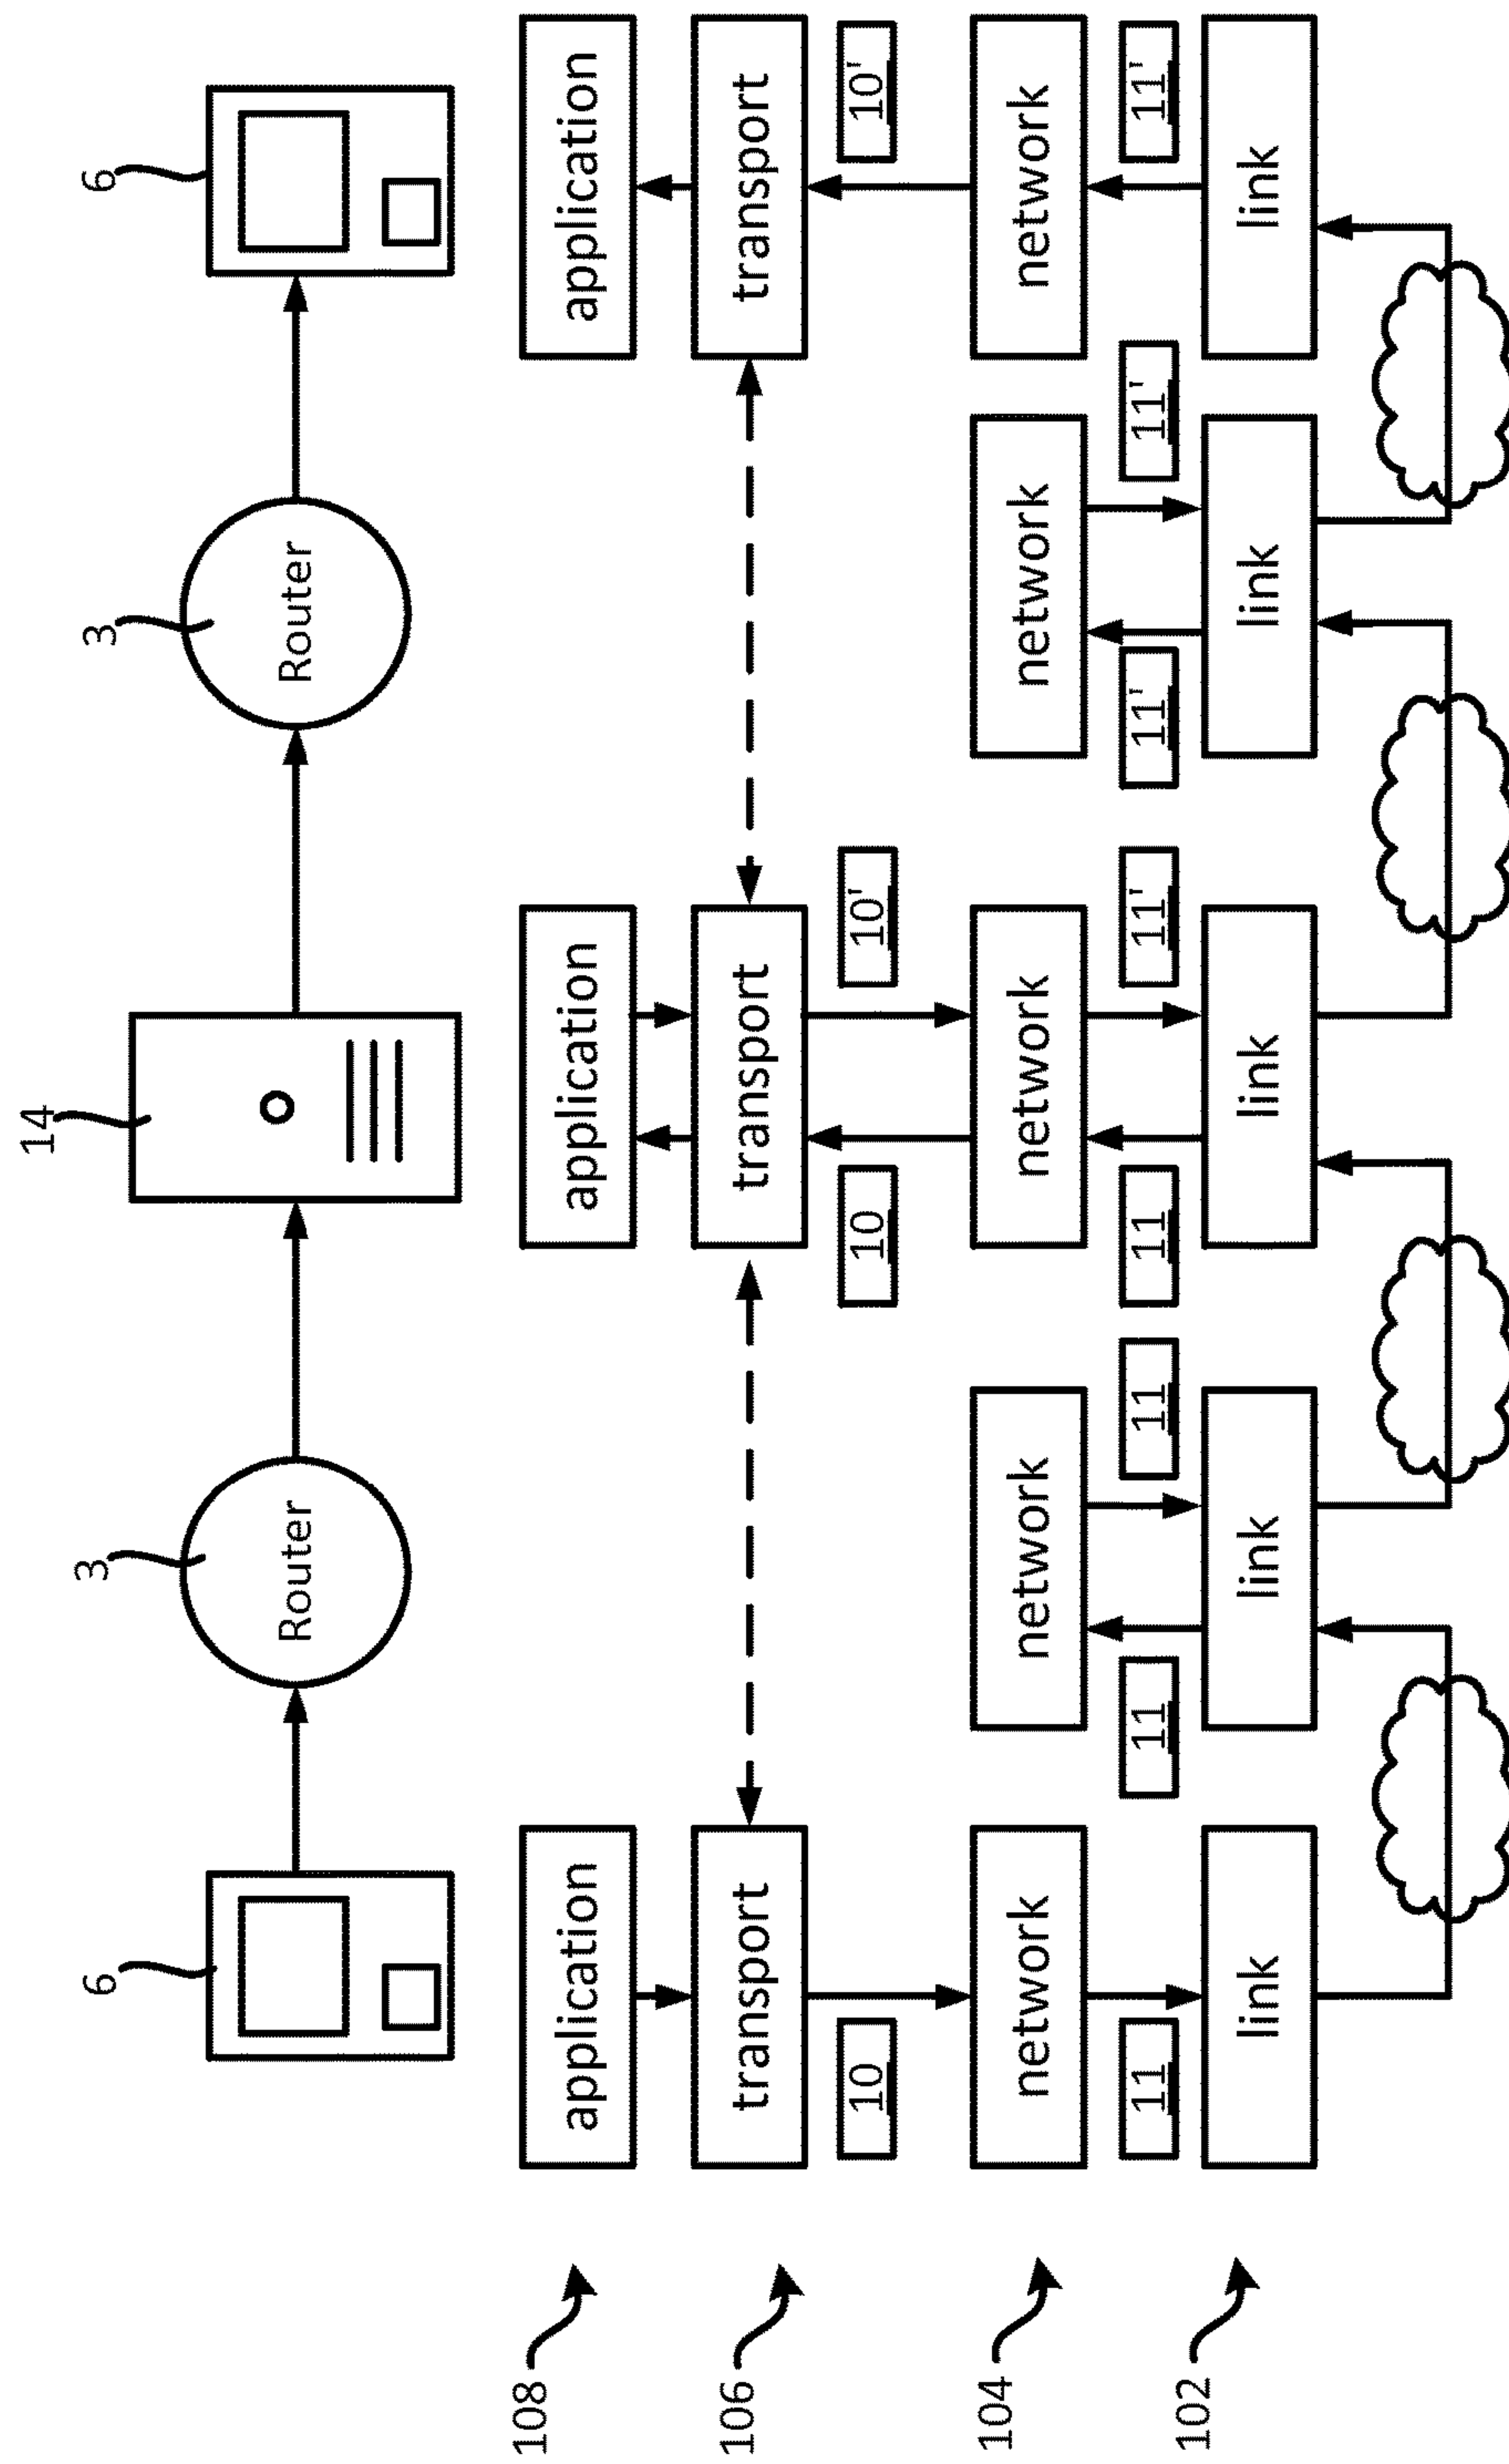 6
3
14
3
6
Router
Router
108
application
application
application
106
transport
transport
transport
10
10
10'
10'
104
network
network
network
network
network
11
11
11
11
11'
11'
11'
11'
102
link
link
link
link
link